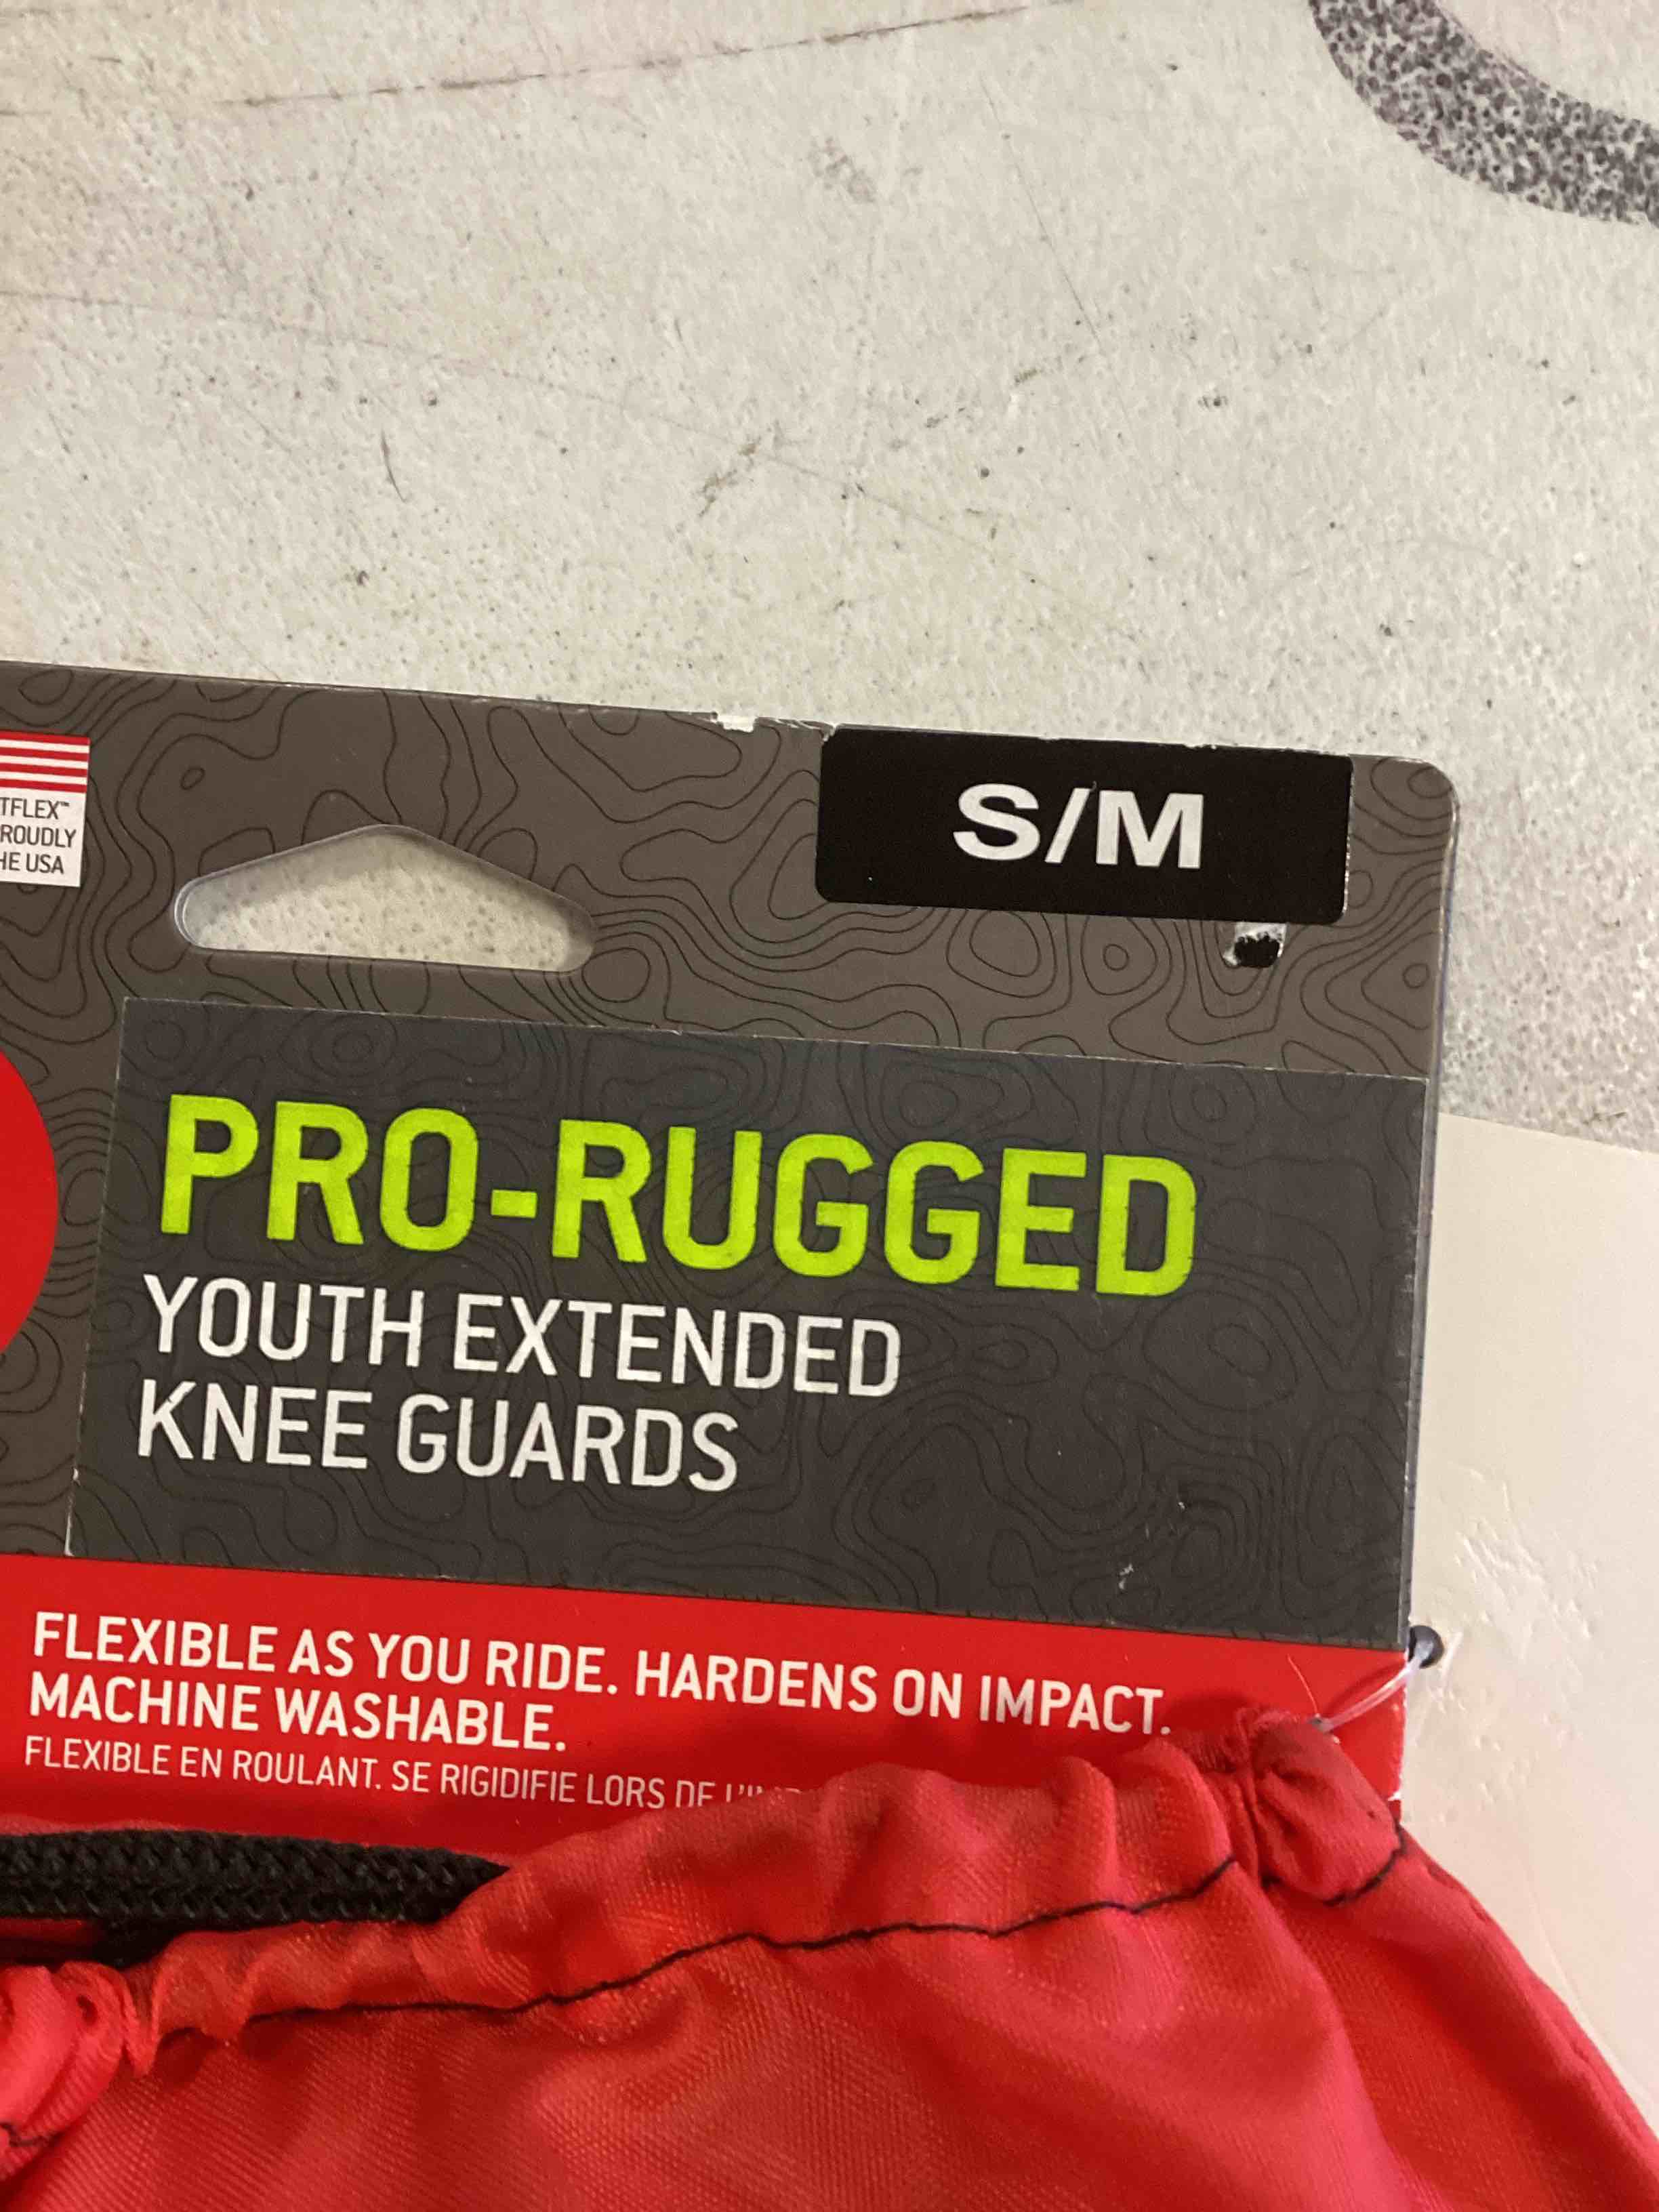 S/M
TFLEX™
ROUDLY
HE USA
PRO-RUGGED
YOUTH EXTENDED
KNEE GUARDS
FLEXIBLE AS YOU RIDE. HARDENS ON IMPACT.
MACHINE WASHABLE.
FLEXIBLE EN ROULANT. SE RIGIDIFIE LORS DE